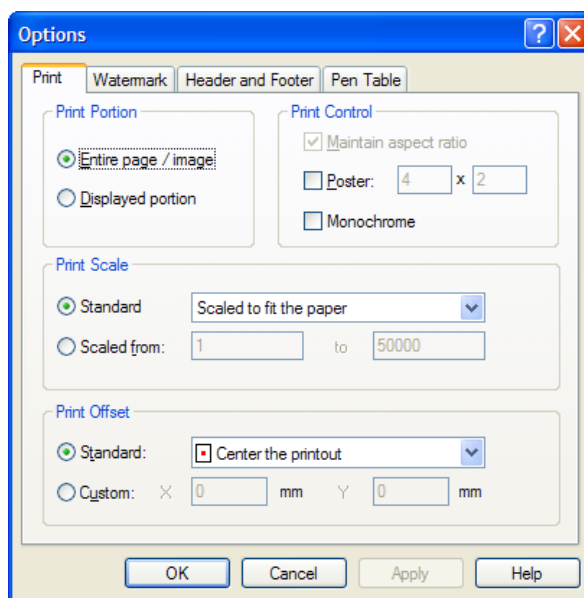 Options
Print Watermark Header and Footer Pen Table
Print Portion
Entire page / image
Displayed portion
Print Control
Maintain aspect ratio
Poster: 4 x 2
Monochrome
Print Scale
Standard Scaled to fit the paper
Scaled from: 1 to 50000
Print Offset
Standard: Center the printout
Custom: X 0 mm Y 0 mm
OK Cancel Apply Help